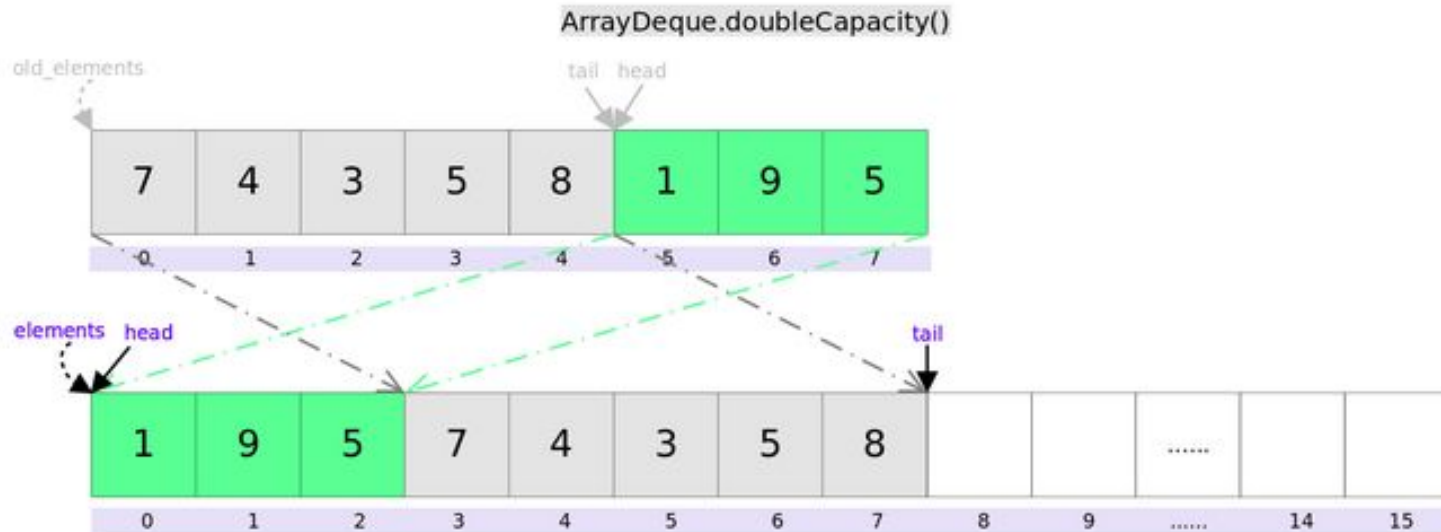 ArrayDeque.doubleCapacity()
old_elements tail head
7 4 3 5 8 1 9 5
0 1 2 3 4 5 6 7
elements head tail
1 9 5 7 4 3 5 8 ......
0 1 2 3 4 5 6 7 8 9 ...... 14 15